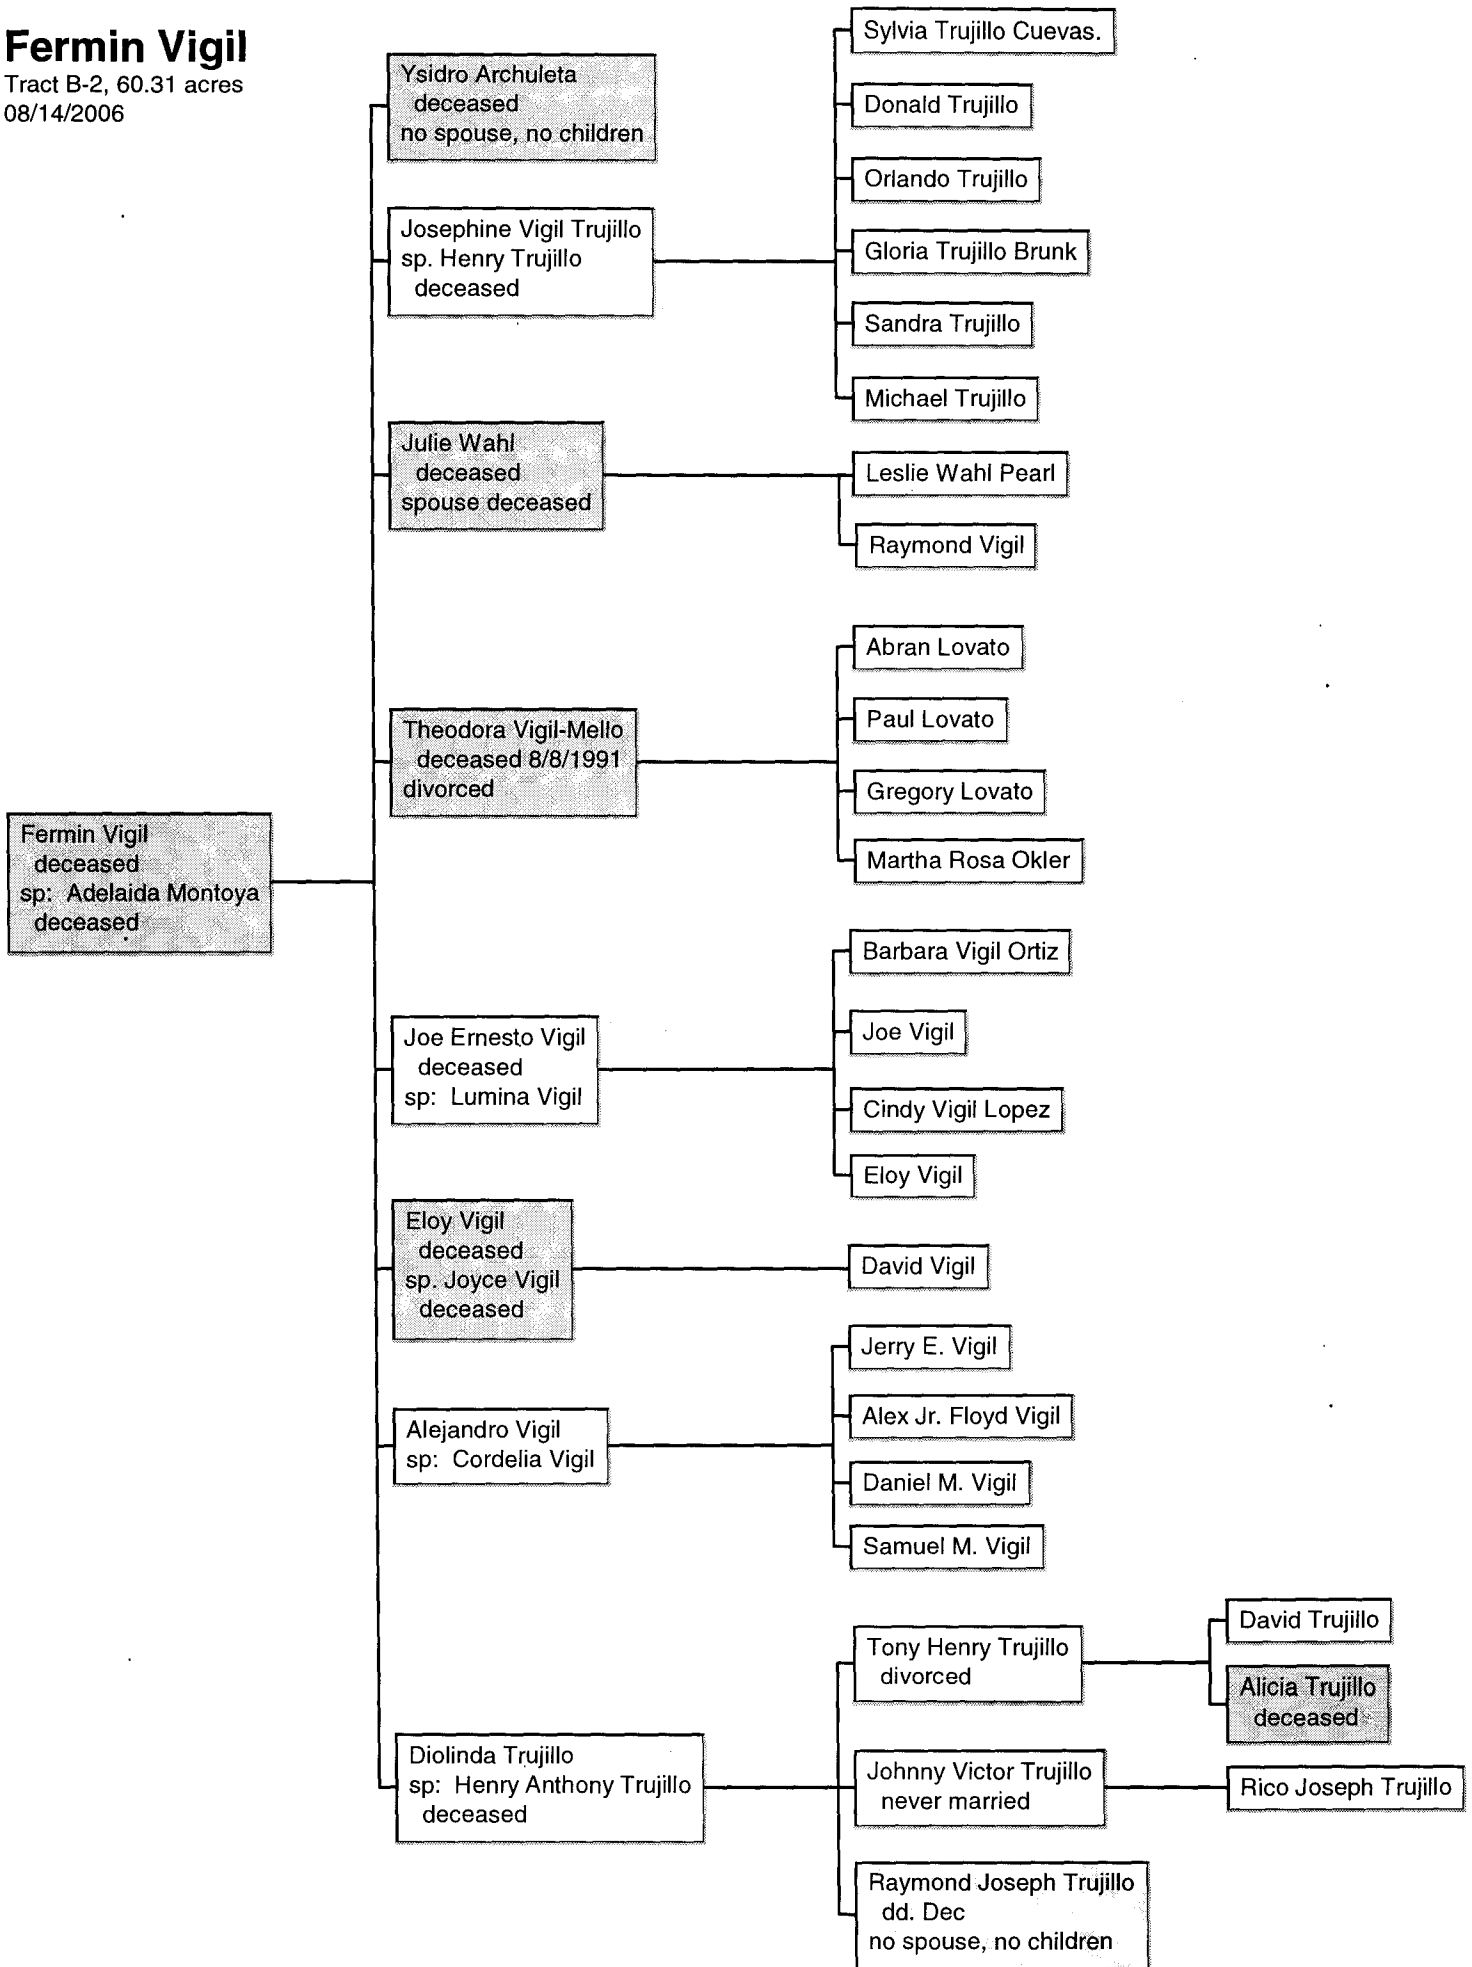 Fermin Vigil
Tract B-2, 60.31 acres
08/14/2006
Fermin Vigil
deceased
sp: Adelaida Montoya
deceased
Ysidro Archuleta
deceased
no spouse, no children
Josephine Vigil Trujillo
sp. Henry Trujillo
deceased
Sylvia Trujillo Cuevas.
Donald Trujillo
Orlando Trujillo
Gloria Trujillo Brunk
Sandra Trujillo
Michael Trujillo
Julie Wahl
deceased
spouse deceased
Leslie Wahl Pearl
Raymond Vigil
Theodora Vigil-Mello
deceased 8/8/1991
divorced
Abran Lovato
Paul Lovato
Gregory Lovato
Martha Rosa Okler
Joe Ernesto Vigil
deceased
sp: Lumina Vigil
Barbara Vigil Ortiz
Joe Vigil
Cindy Vigil Lopez
Eloy Vigil
Eloy Vigil
deceased
sp. Joyce Vigil
deceased
David Vigil
Alejandro Vigil
sp: Cordelia Vigil
Jerry E. Vigil
Alex Jr. Floyd Vigil
Daniel M. Vigil
Samuel M. Vigil
Diolinda Trujillo
sp: Henry Anthony Trujillo
deceased
Tony Henry Trujillo
divorced
David Trujillo
Alicia Trujillo
deceased
Johnny Victor Trujillo
never married
Rico Joseph Trujillo
Raymond Joseph Trujillo
dd. Dec
no spouse, no children